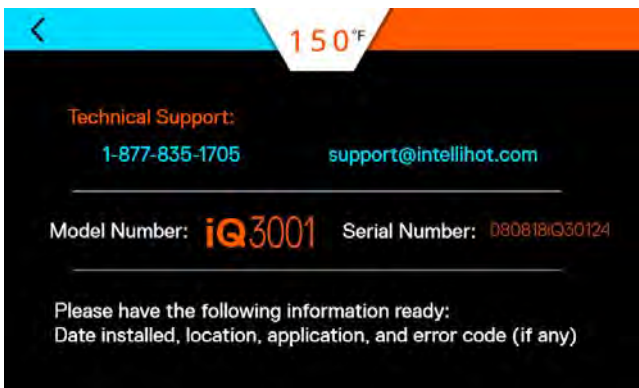 150°F
Technical Support:
1-877-835-1705 support@intellihot.com
Model Number: iQ3001 Serial Number: D80818iQ30124
Please have the following information ready:
Date installed, location, application, and error code (if any)